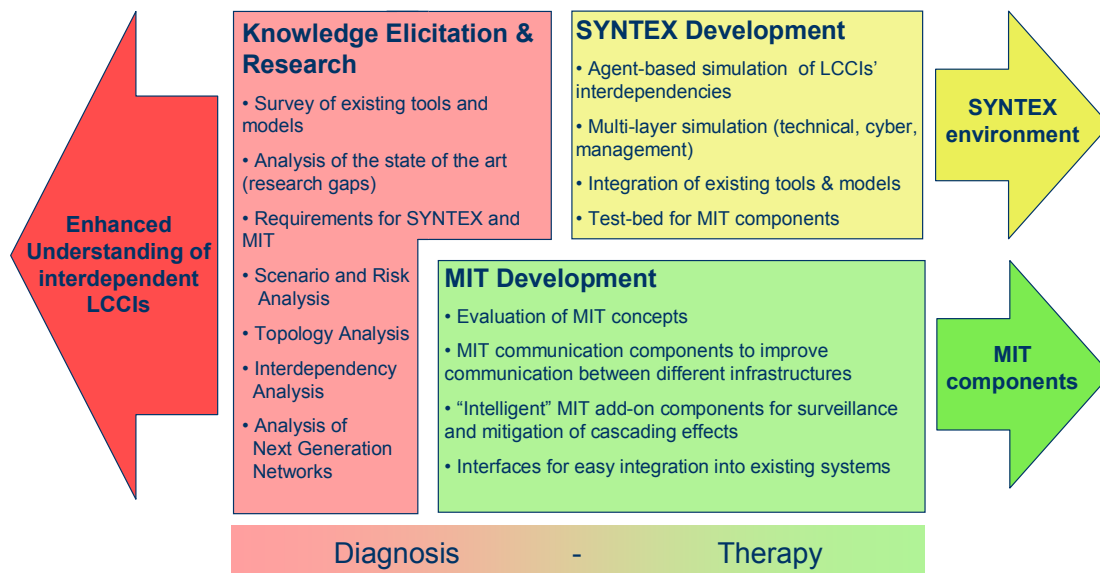 Enhanced
Understanding of
interdependent
LCCIs
Knowledge Elicitation &
Research
• Survey of existing tools and
models
• Analysis of the state of the art
(research gaps)
• Requirements for SYNTEX and
MIT
• Scenario and Risk
Analysis
• Topology Analysis
• Interdependency
Analysis
• Analysis of
Next Generation
Networks
SYNTEX Development
• Agent-based simulation of LCCIs'
interdependencies
• Multi-layer simulation (technical, cyber,
management)
• Integration of existing tools & models
• Test-bed for MIT components
SYNTEX
environment
MIT Development
• Evaluation of MIT concepts
• MIT communication components to improve
communication between different infrastructures
• “Intelligent” MIT add-on components for surveillance
and mitigation of cascading effects
• Interfaces for easy integration into existing systems
MIT
components
Diagnosis - Therapy